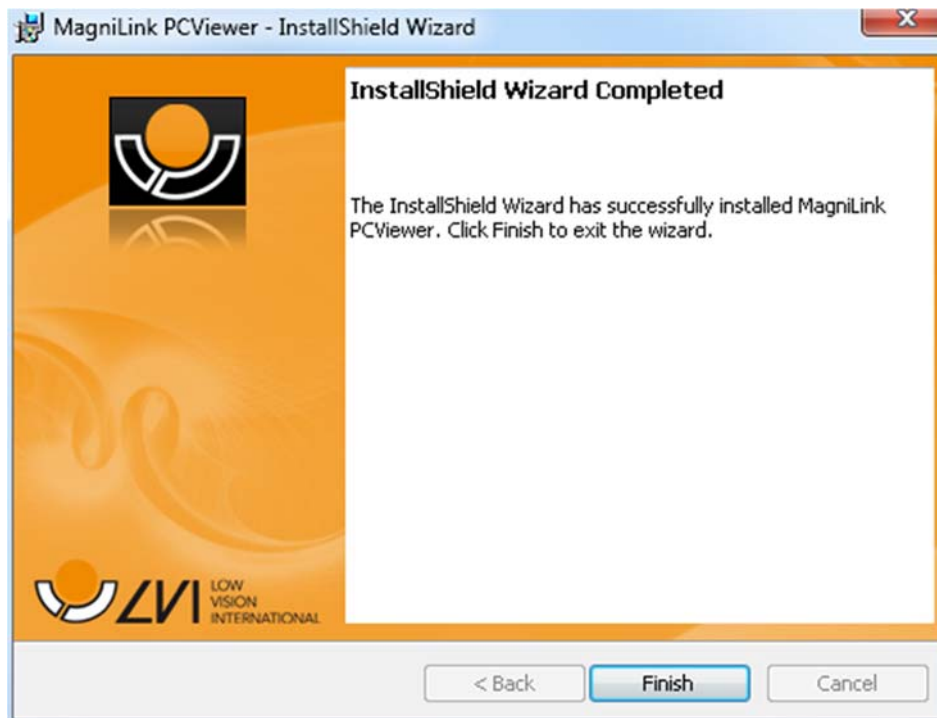 MagniLink PCViewer - InstallShield Wizard
InstallShield Wizard Completed
The InstallShield Wizard has successfully installed MagniLink
PCViewer. Click Finish to exit the wizard.
LVI
LOW
VISION
INTERNATIONAL
< Back
Finish
Cancel